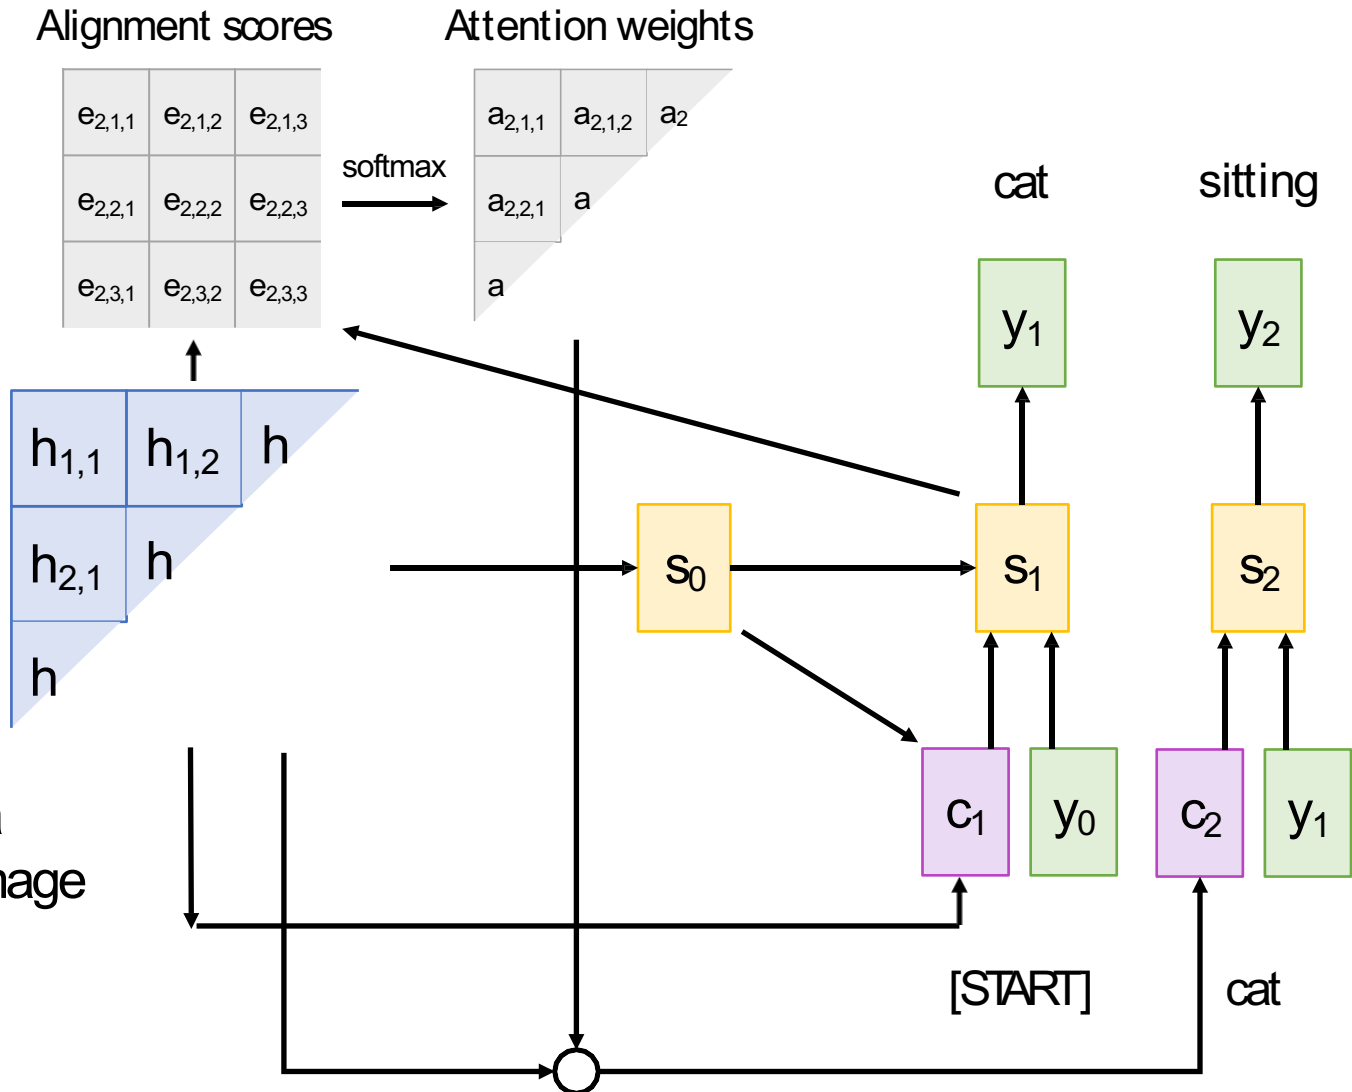 Alignment scores
Attention weights
e2,1,1 e2,1,2 e2,1,3
e2,2,1 e2,2,2 e2,2,3
e2,3,1 e2,3,2 e2,3,3
softmax
a2,1,1 a2,1,2 a2
a2,2,1 a
a
cat
sitting
y1
y2
h1,1 h1,2 h
h2,1 h
h
s0
s1
s2
c1
y0
c2
y1
[START]
cat